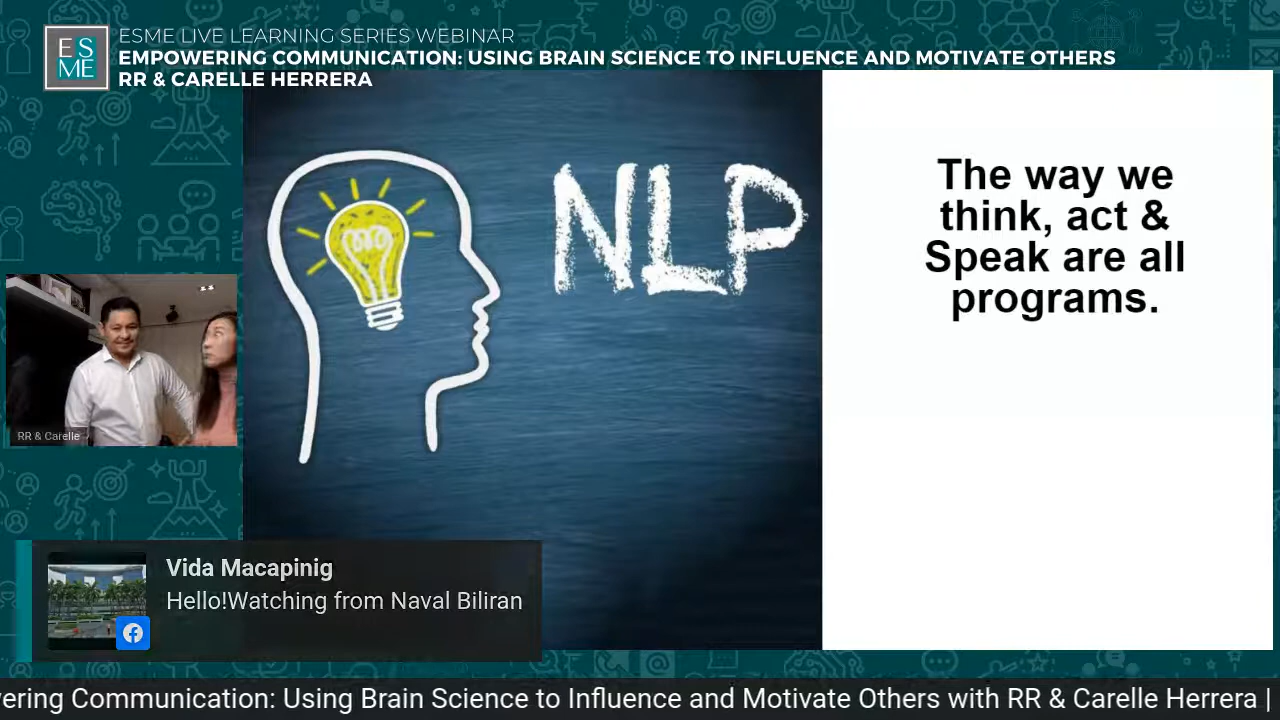 ES
ME
ESME LIVE LEARNING SERIES WEBINAR
EMPOWERING COMMUNICATION: USING BRAIN SCIENCE TO INFLUENCE AND MOTIVATE OTHERS
RR & CARELLE HERRERA
NLP
The way we
think, act &
Speak are all
programs.
RR & Carelle
Vida Macapinig
Hello!Watching from Naval Biliran
vering Communication: Using Brain Science to Influence and Motivate Others with RR & Carelle Herrera |